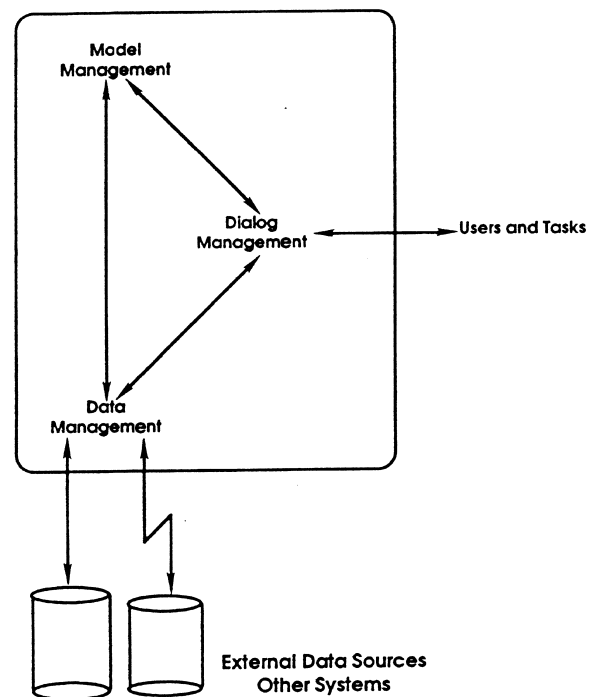 Model
Management
Dialog
Management
Users and Tasks
Data
Management
External Data Sources
Other Systems